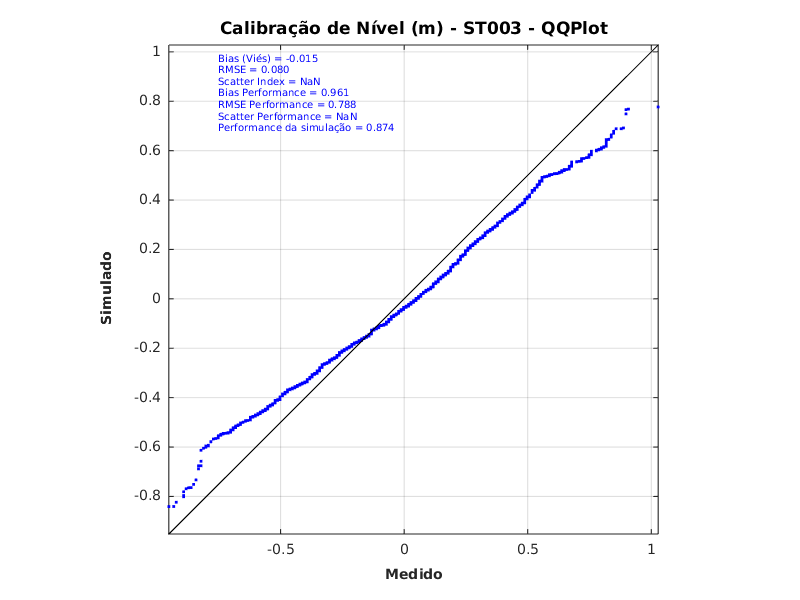 Calibração de Nível (m) - ST003 - QQPlot
Bias (Viés) = -0.015
RMSE = 0.080
Scatter Index = NaN
Bias Performance = 0.961
RMSE Performance = 0.788
Scatter Performance = NaN
Performance da simulação = 0.874
1
0.8
0.6
0.4
0.2
0
-0.2
-0.4
-0.6
-0.8
Simulado
-0.5 0 0.5 1
Medido